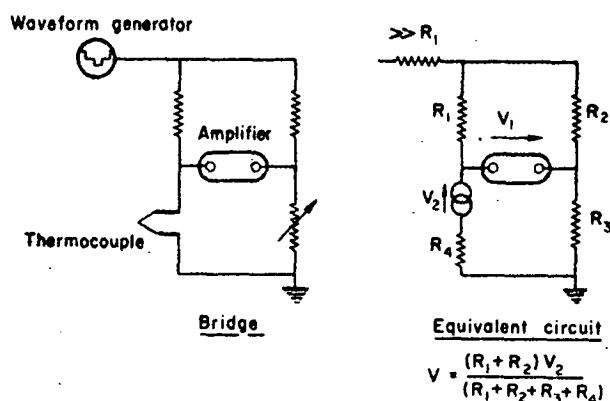 Waveform generator
Amplifier
Thermocouple
Bridge
>> R₁
R₁
V₁
R₂
V₂
R₄
R₃
Equivalent circuit
V = (R₁ + R₂) V₂ / (R₁ + R₂ + R₃ + R₄)